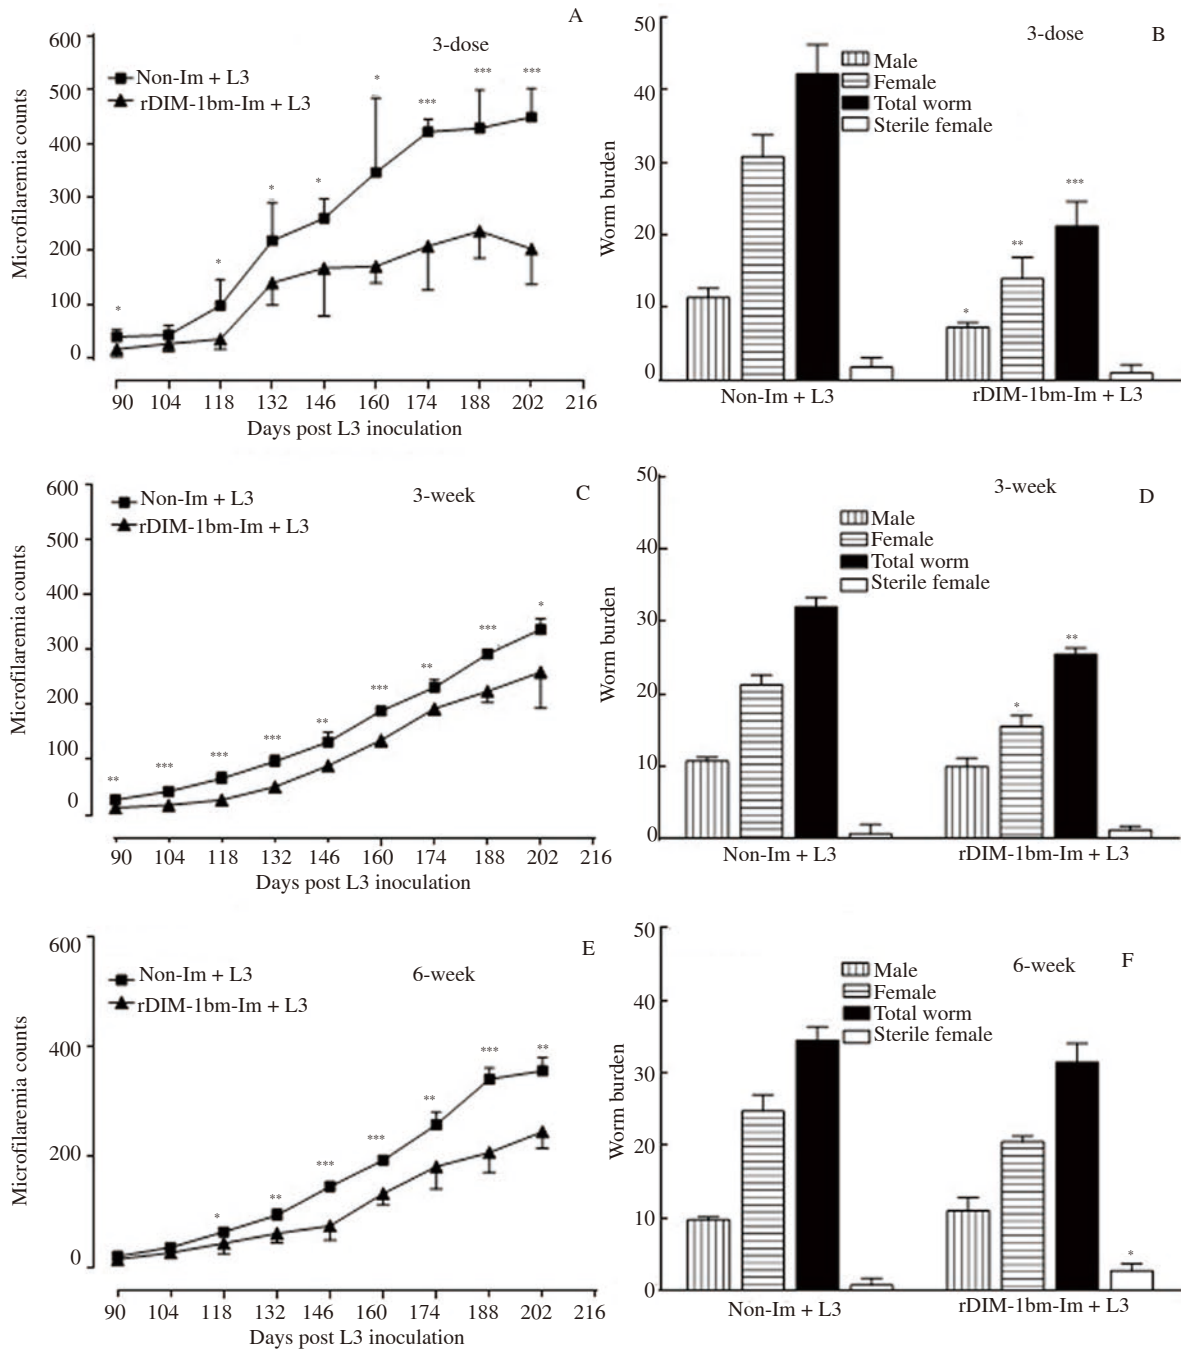 A
3-dose
Non-Im + L3
rDIM-1bm-Im + L3
Microfilaremia counts
600
500
400
300
200
100
0
*
*
*
*
*
***
***
***
90 104 118 132 146 160 174 188 202 216
Days post L3 inoculation
B
3-dose
Male
Female
Total worm
Sterile female
Worm burden
50
40
30
20
10
0
*
**
***
Non-Im + L3
rDIM-1bm-Im + L3
C
3-week
Non-Im + L3
rDIM-1bm-Im + L3
Microfilaremia counts
600
500
400
300
200
100
0
**
***
***
***
**
***
**
***
*
90 104 118 132 146 160 174 188 202 216
Days post L3 inoculation
D
3-week
Male
Female
Total worm
Sterile female
Worm burden
50
40
30
20
10
0
*
**
Non-Im + L3
rDIM-1bm-Im + L3
E
6-week
Non-Im + L3
rDIM-1bm-Im + L3
Microfilaremia counts
600
400
200
0
*
**
***
***
**
***
**
90 104 118 132 146 160 174 188 202 216
Days post L3 inoculation
F
6-week
Male
Female
Total worm
Sterile female
Worm burden
50
40
30
20
10
0
*
Non-Im + L3
rDIM-1bm-Im + L3